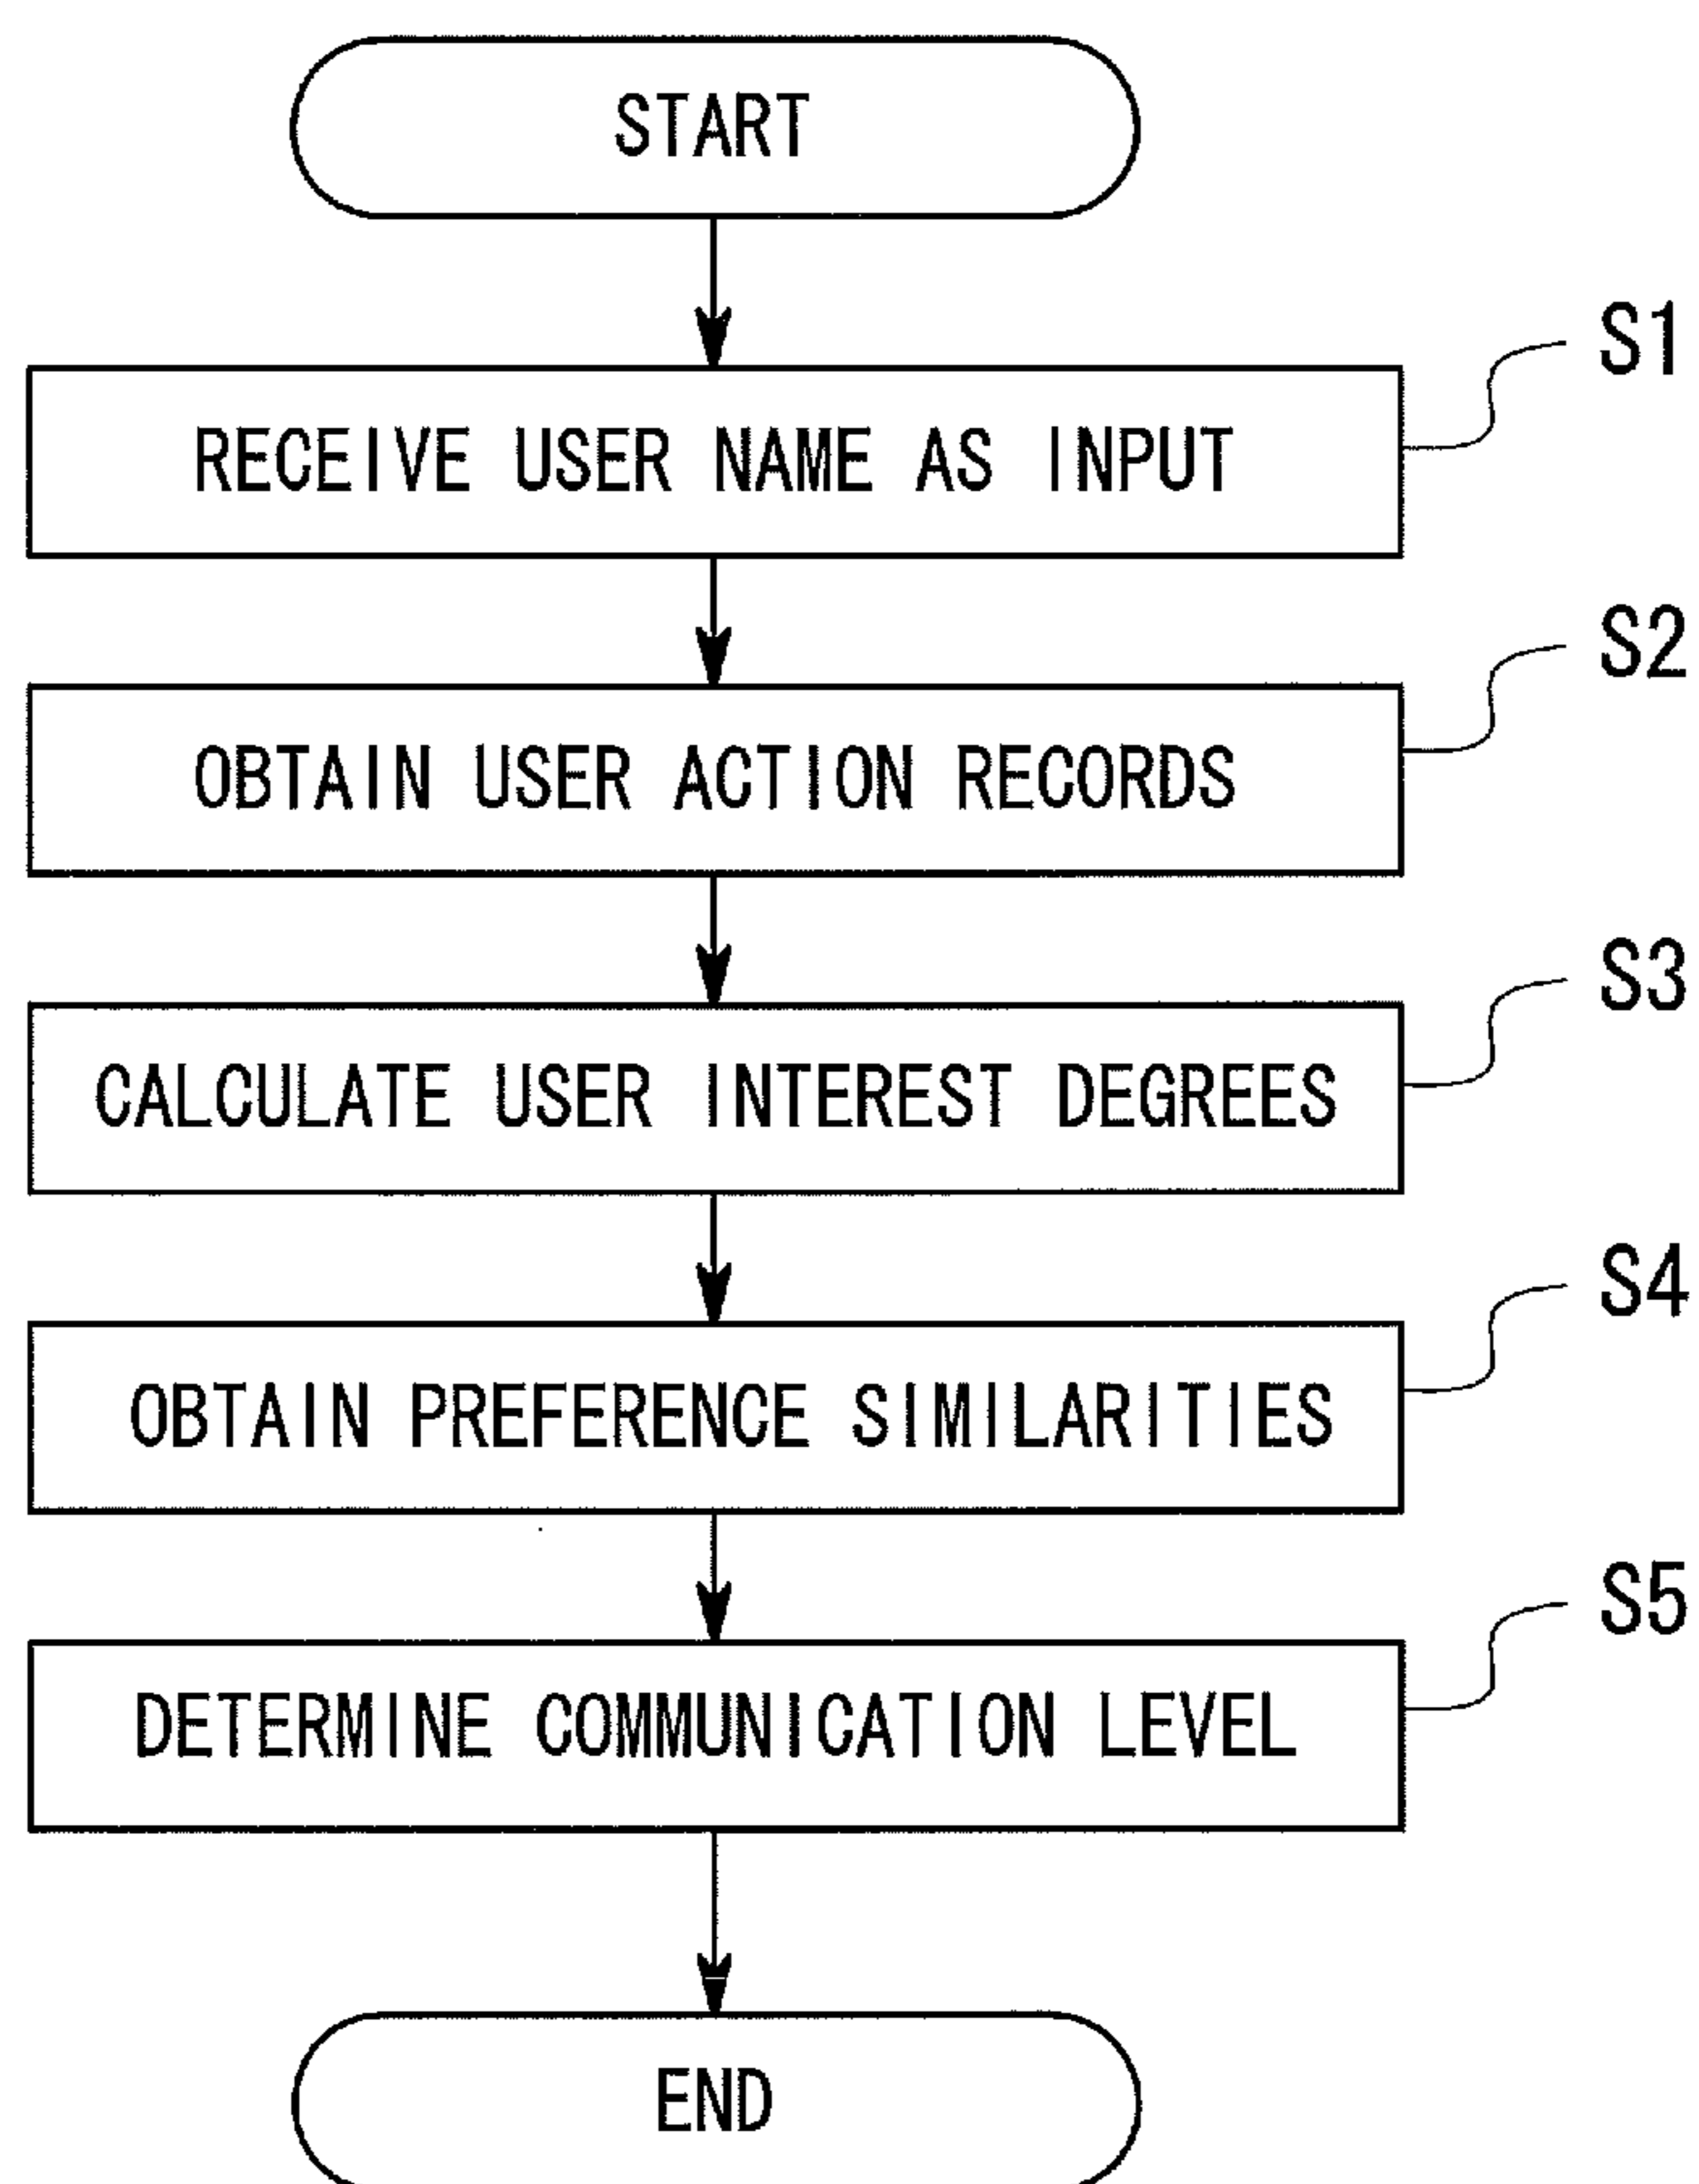 START
S1
RECEIVE USER NAME AS INPUT
S2
OBTAIN USER ACTION RECORDS
S3
CALCULATE USER INTEREST DEGREES
S4
OBTAIN PREFERENCE SIMILARITIES
S5
DETERMINE COMMUNICATION LEVEL
END